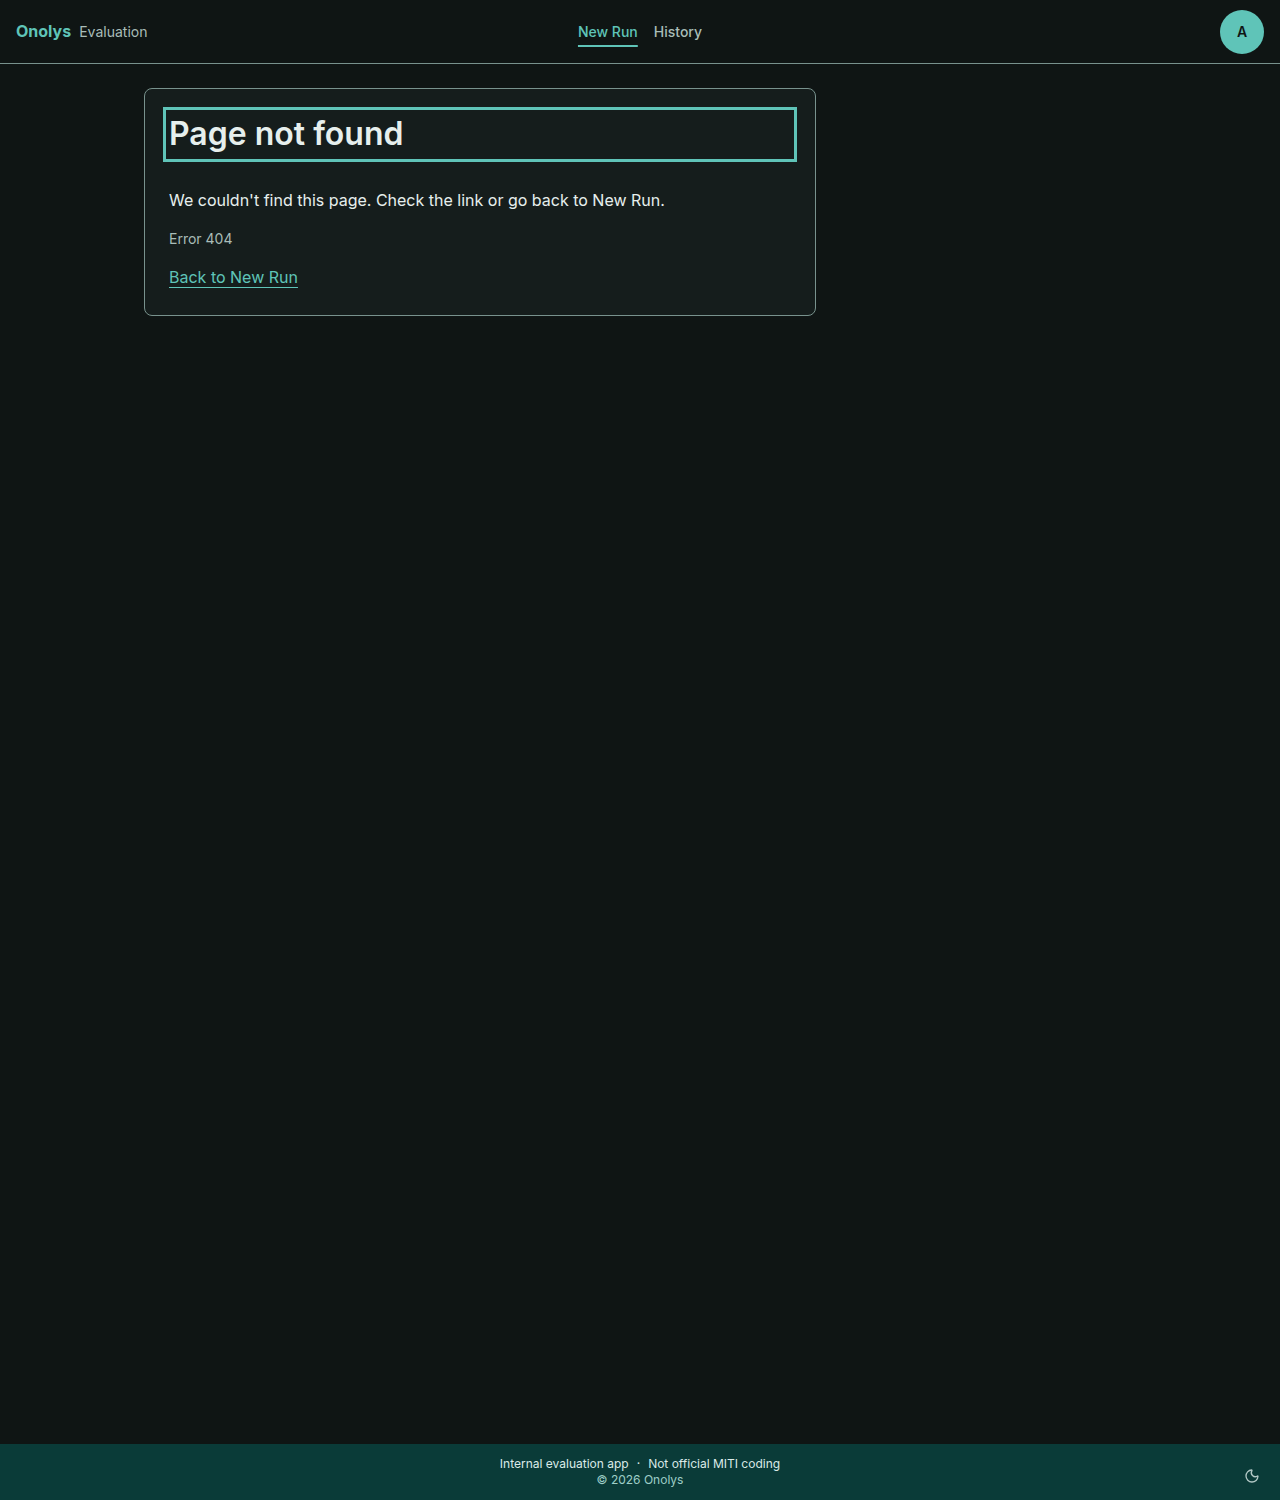 Onolys Evaluation
New Run History
A
Page not found
We couldn't find this page. Check the link or go back to New Run.
Error 404
Back to New Run
Internal evaluation app · Not official MITI coding
© 2026 Onolys